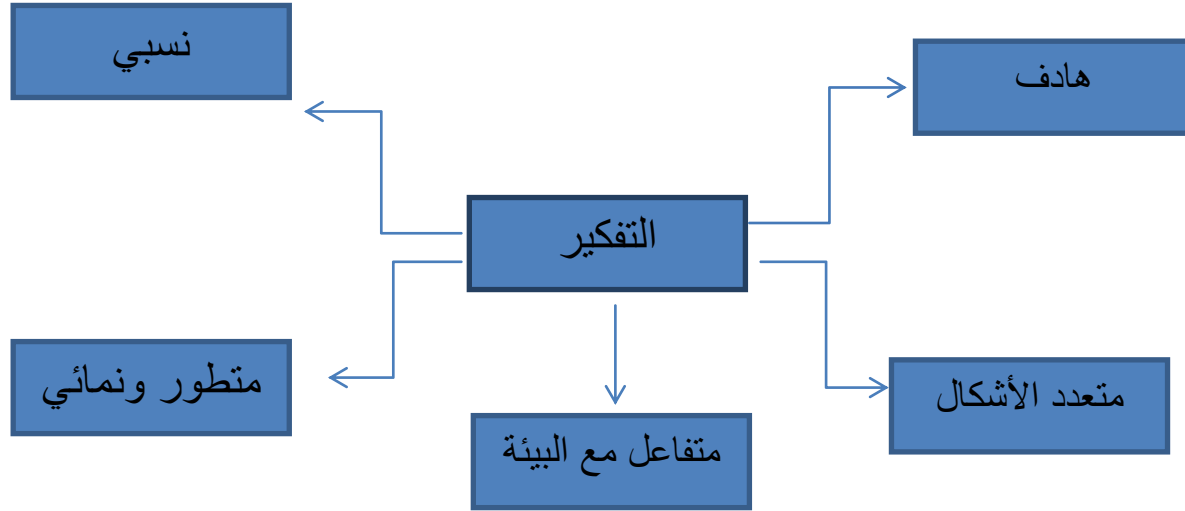 نسبي
هادف
التفكير
متطور ونمائي
متعدد الأشكال
متفاعل مع البيئة